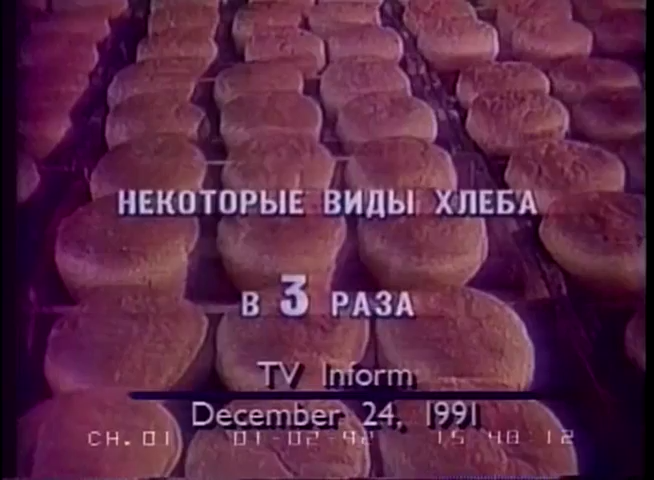 НЕКОТОРЫЕ ВИДЫ ХЛЕБА
В 3 РАЗА
TV Inform
December 24, 1991
CH.01 01-02-92 15:48:12